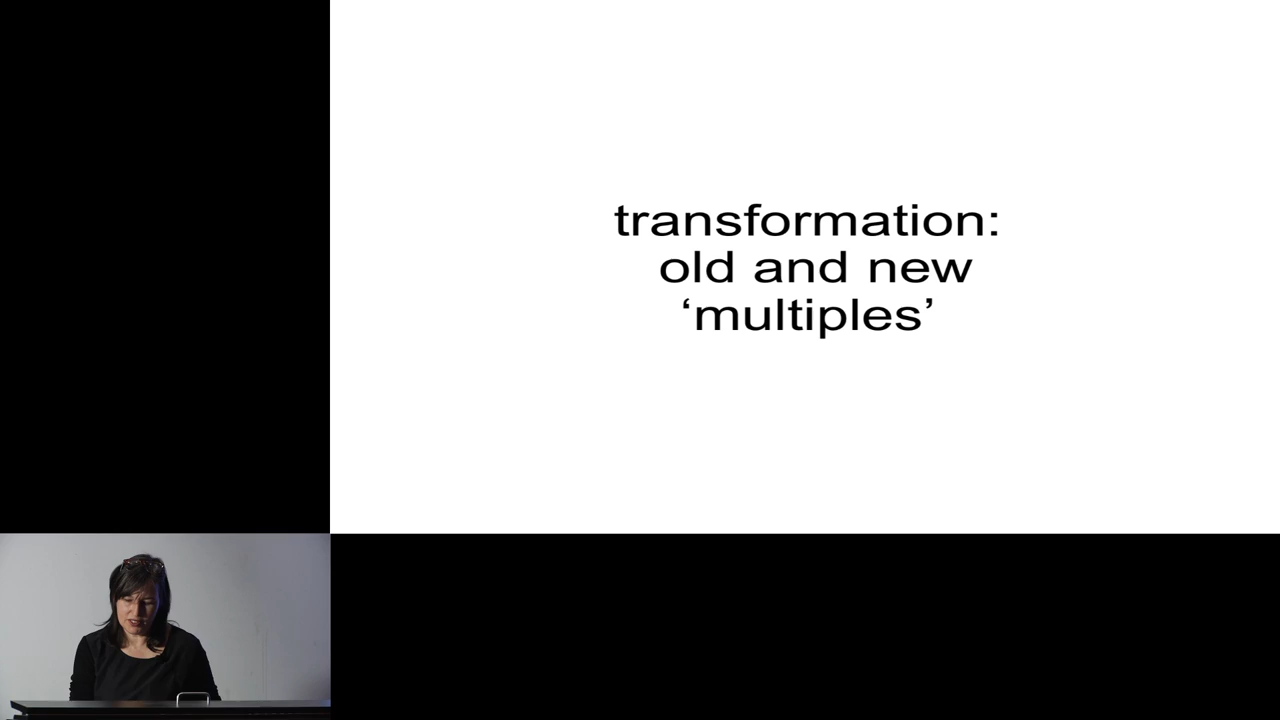 transformation:
old and new
‘multiples’